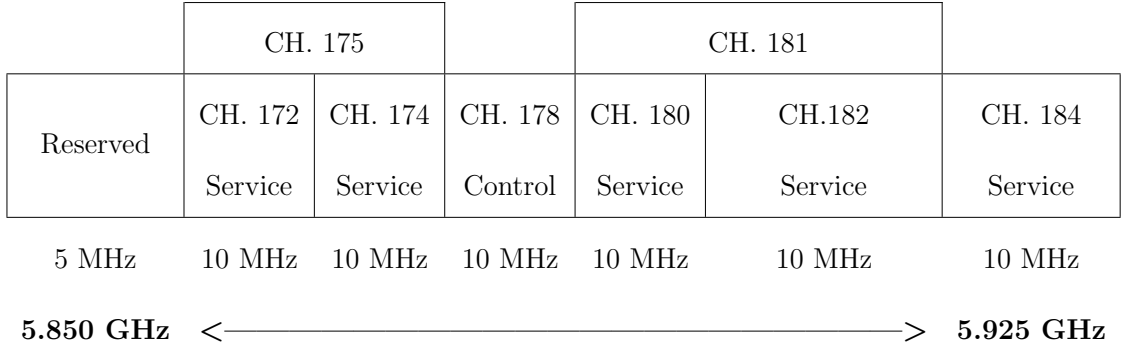 CH. 175 CH. 181
Reserved CH. 172 CH. 174 CH. 178 CH. 180 CH.182 CH. 184
Service Service Control Service Service Service
5 MHz 10 MHz 10 MHz 10 MHz 10 MHz 10 MHz 10 MHz
5.850 GHz <————————————————————> 5.925 GHz